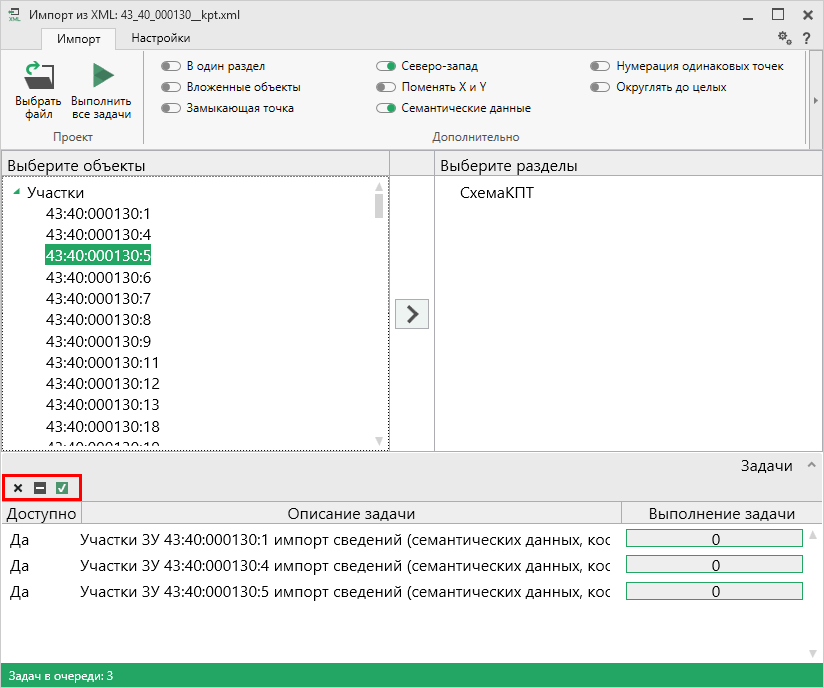 XML Импорт из XML: 43_40_000130__kpt.xml
Импорт Настройки
?
Выбрать файл
Выполнить все задачи
Проект
В один раздел
Вложенные объекты
Замыкающая точка
Северо-запад
Поменять X и Y
Семантические данные
Нумерация одинаковых точек
Округлять до целых
Дополнительно
Выберите объекты
Участки
43:40:000130:1
43:40:000130:4
43:40:000130:5
43:40:000130:6
43:40:000130:7
43:40:000130:8
43:40:000130:9
43:40:000130:11
43:40:000130:12
43:40:000130:13
43:40:000130:18
Выберите разделы
СхемаКПТ
Задачи
Доступно Описание задачи Выполнение задачи
Да Участки ЗУ 43:40:000130:1 импорт сведений (семантических данных, кос 0
Да Участки ЗУ 43:40:000130:4 импорт сведений (семантических данных, кос 0
Да Участки ЗУ 43:40:000130:5 импорт сведений (семантических данных, кос 0
Задач в очереди: 3